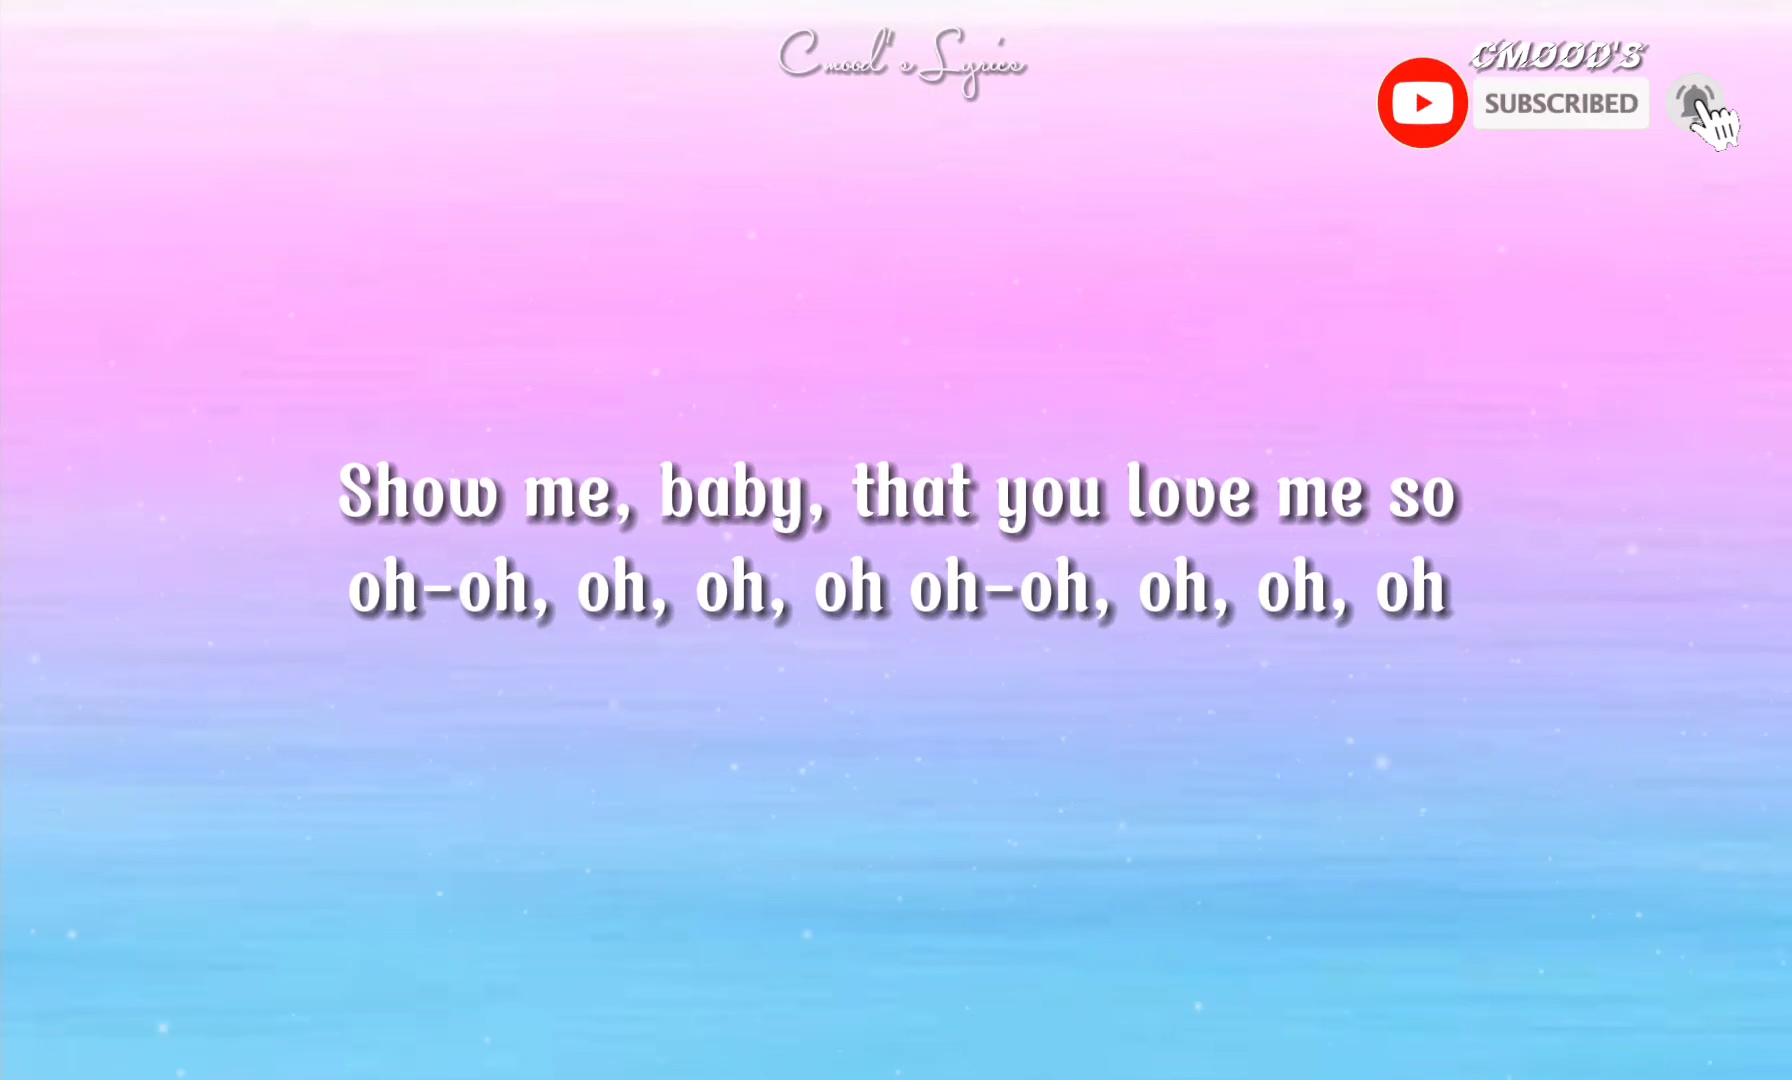 Cmood's Lyrics
CMOOD'S
SUBSCRIBED
Show me, baby, that you love me so
oh-oh, oh, oh, oh oh-oh, oh, oh, oh